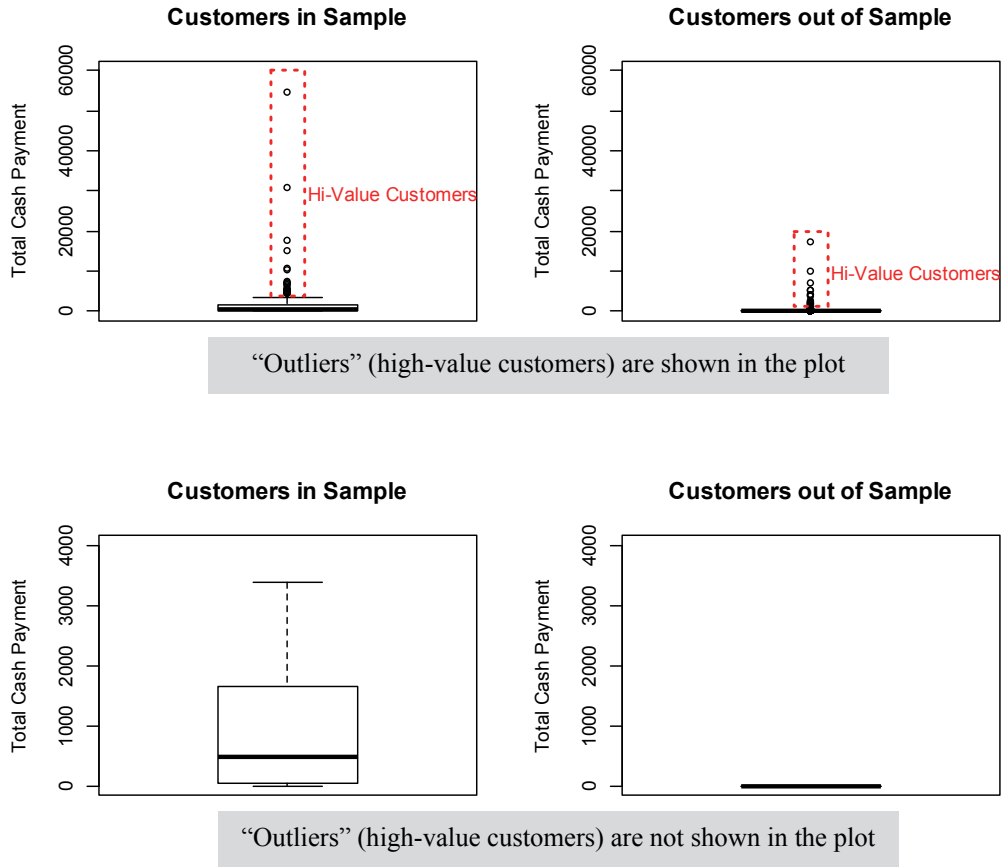 Customers in Sample
Total Cash Payment
60000
40000
20000
0
Hi-Value Customers
Customers out of Sample
Total Cash Payment
60000
40000
20000
0
Hi-Value Customers
“Outliers” (high-value customers) are shown in the plot
Customers in Sample
Total Cash Payment
4000
3000
2000
1000
0
Customers out of Sample
Total Cash Payment
4000
3000
2000
1000
0
“Outliers” (high-value customers) are not shown in the plot